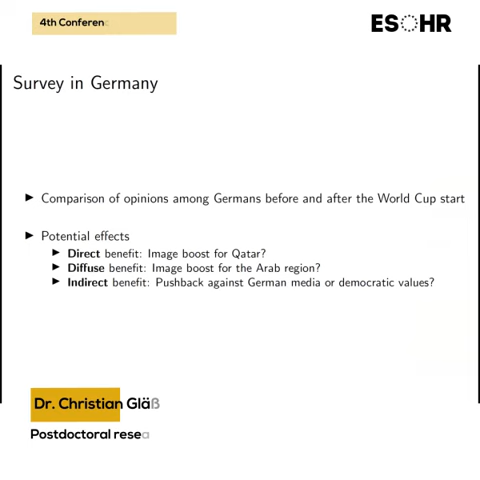 4th Conferen
ESOHR
Survey in Germany
▶ Comparison of opinions among Germans before and after the World Cup start
▶ Potential effects
▶ Direct benefit: Image boost for Qatar?
▶ Diffuse benefit: Image boost for the Arab region?
▶ Indirect benefit: Pushback against German media or democratic values?
Dr. Christian Gläß
Postdoctoral resea